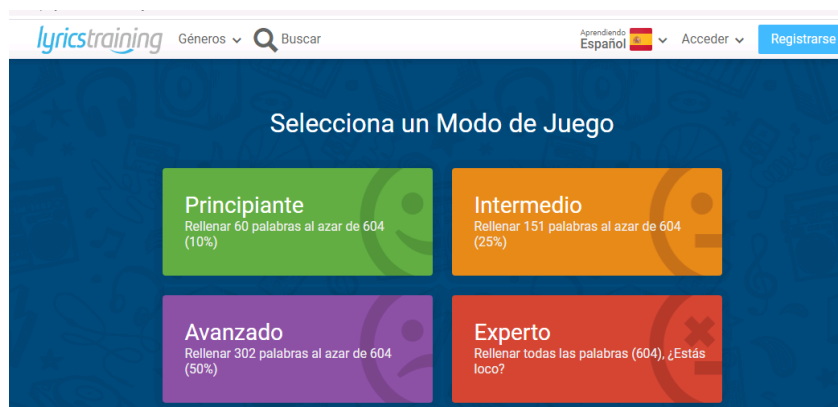 lyricstraining Géneros Buscar Aprendiendo Español Acceder Registrarse
Selecciona un Modo de Juego
Principiante
Rellenar 60 palabras al azar de 604
(10%)
Intermedio
Rellenar 151 palabras al azar de 604
(25%)
Avanzado
Rellenar 302 palabras al azar de 604
(50%)
Experto
Rellenar todas las palabras (604), ¿Estás
loco?